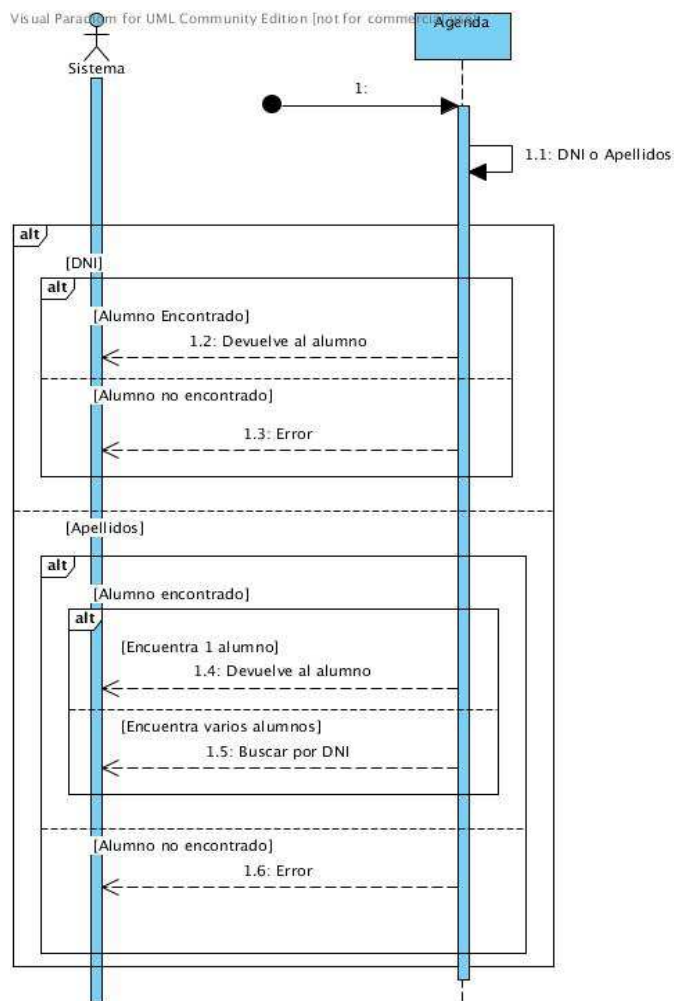 Visual Paradigm for UML Community Edition [not for commercial use]
Agenda
Sistema
1:
1.1: DNI o Apellidos
alt
[DNI]
alt
[Alumno Encontrado]
1.2: Devuelve al alumno
[Alumno no encontrado]
1.3: Error
[Apellidos]
alt
[Alumno encontrado]
alt
[Encuentra 1 alumno]
1.4: Devuelve al alumno
[Encuentra varios alumnos]
1.5: Buscar por DNI
[Alumno no encontrado]
1.6: Error